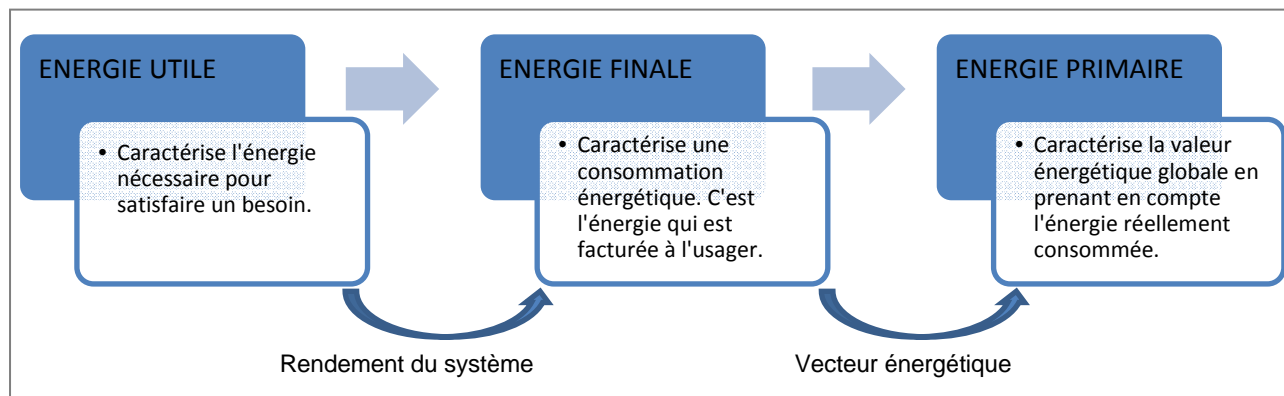 ENERGIE UTILE
• Caractérise l'énergie
nécessaire pour
satisfaire un besoin.
ENERGIE FINALE
• Caractérise une
consommation
énergétique. C'est
l'énergie qui est
facturée à l'usager.
ENERGIE PRIMAIRE
• Caractérise la valeur
énergétique globale en
prenant en compte
l'énergie réellement
consommée.
Rendement du système
Vecteur énergétique